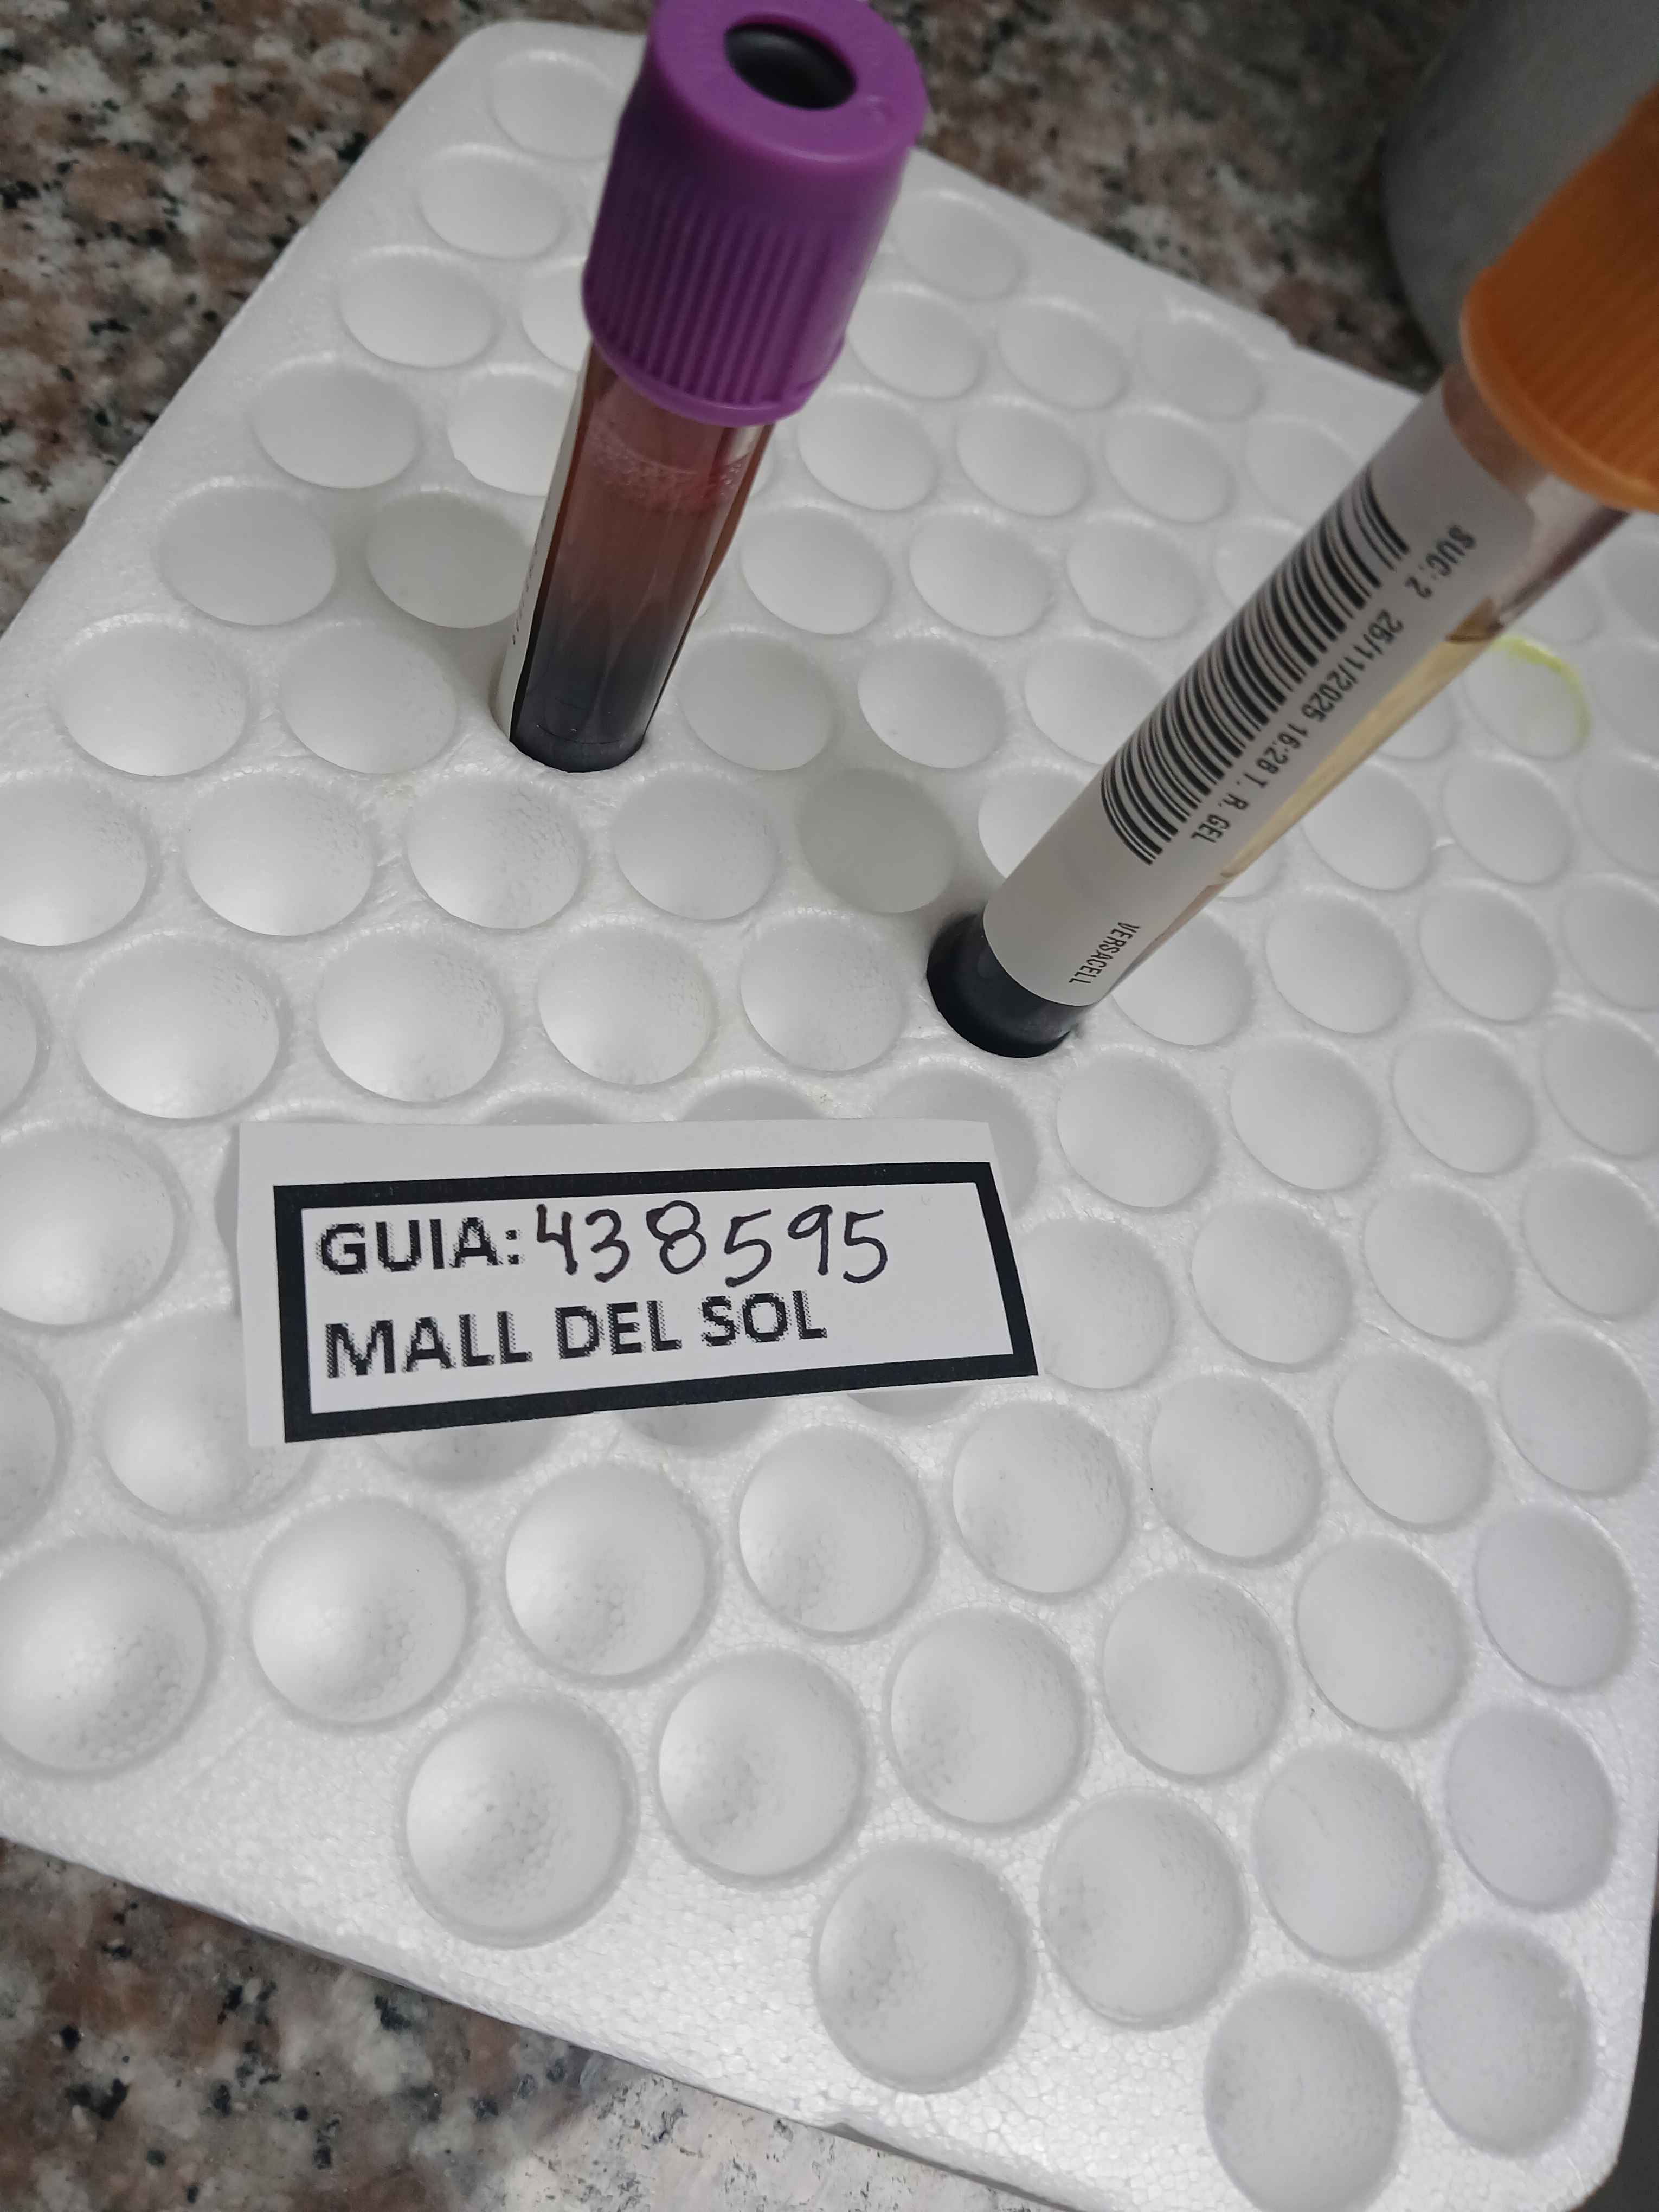 SUC: 2 26/11/2025 16:28 T. R. GEL
VERSACELL
GUIA: 438595
MALL DEL SOL